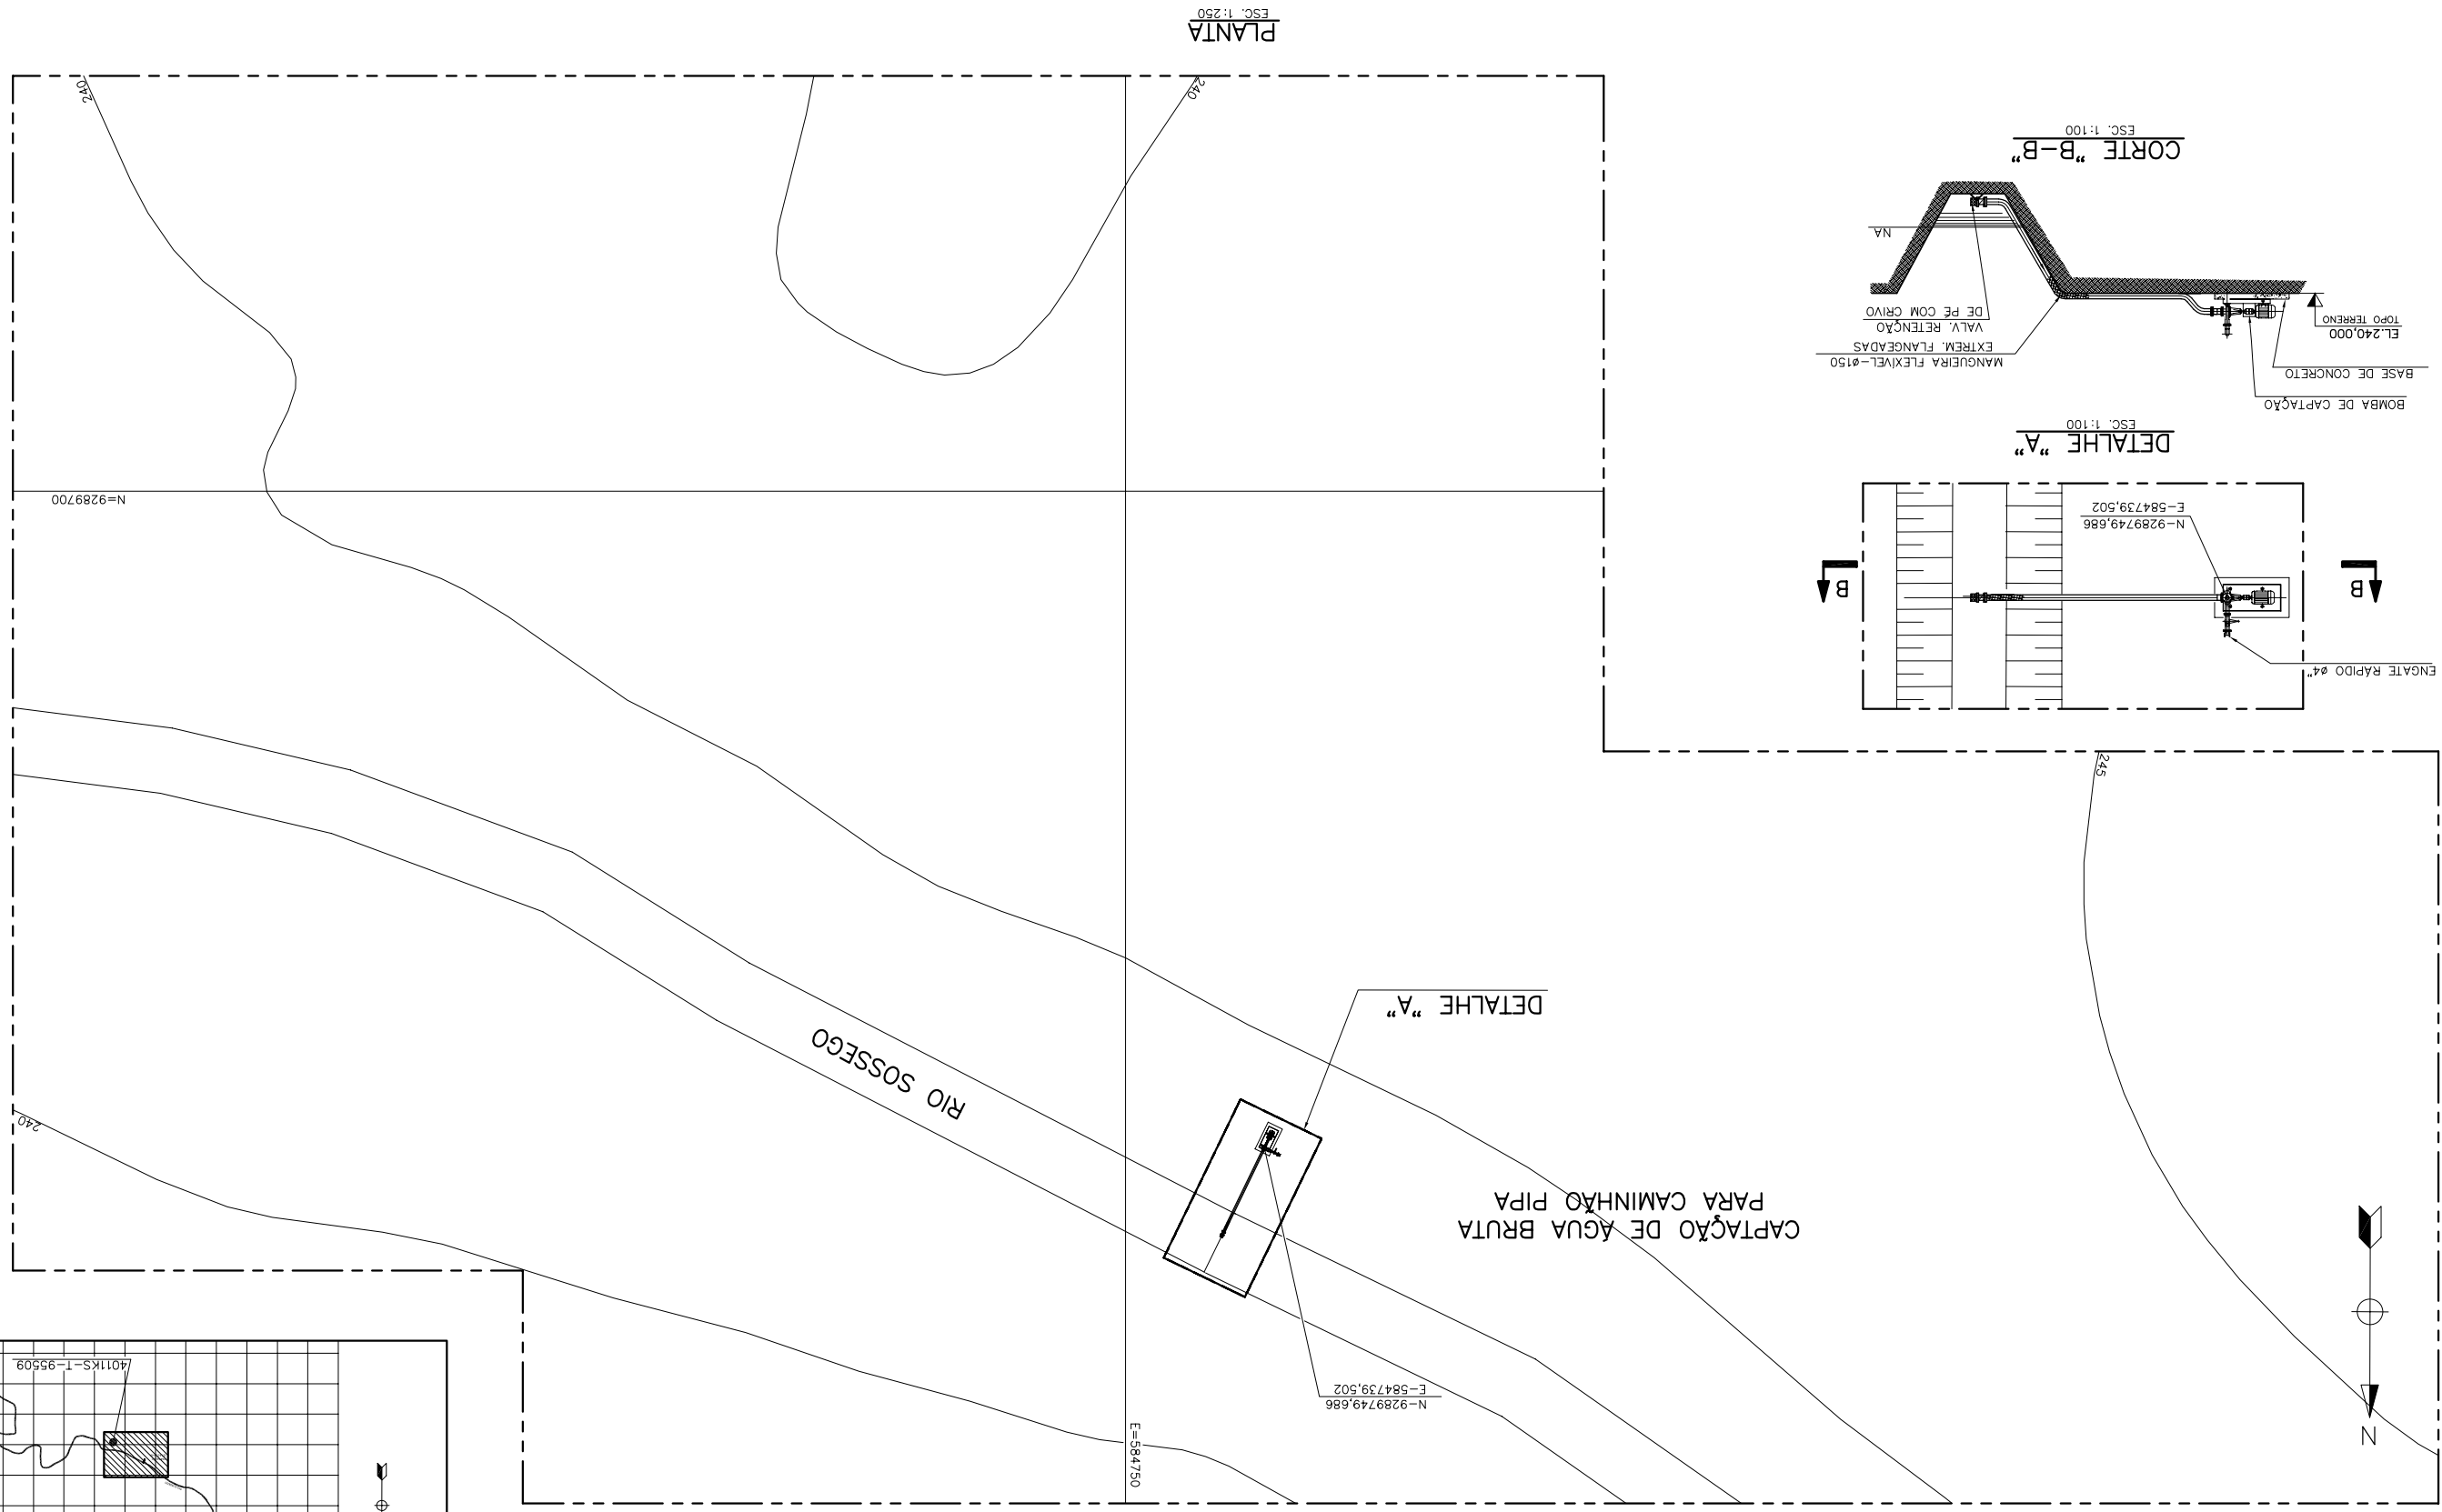 N
245
CAPTAÇÃO DE ÁGUA BRUTA
PARA CAMINHÃO PIPA
N-9289749,686
E-584739,502
E=584750
DETALHE "A"
RIO SOSSEGO
240
4011KS-T-95509
ENGATE RÁPIDO ø4"
B
B
N-9289749,686
E-584739,502
DETALHE "A"
ESC. 1:100
BOMBA DE CAPTAÇÃO
BASE DE CONCRETO
EL.240,000
TOPO TERRENO
MANGUEIRA FLEXÍVEL-ø150
EXTREM. FLANGEADAS
VALV. RETENÇÃO
DE PÉ COM CRIVO
NA
CORTE "B-B"
ESC. 1:100
N=9289700
240
240
PLANTA
ESC. 1:250